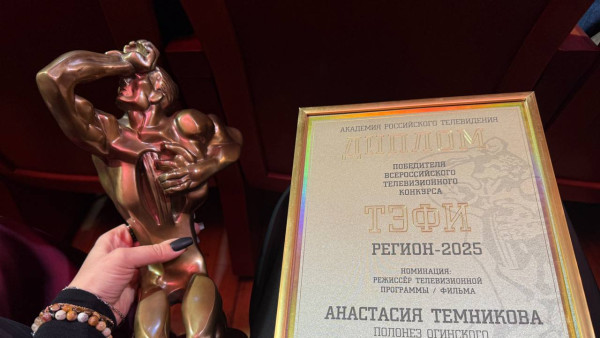 АКАДЕМИЯ РОССИЙСКОГО ТЕЛЕВИДЕНИЯ
ДИПЛОМ
ПОБЕДИТЕЛЯ
ВСЕРОССИЙСКОГО
ТЕЛЕВИЗИОННОГО
КОНКУРСА
ТЭФИ
РЕГИОН-2025
НОМИНАЦИЯ:
РЕЖИССЁР ТЕЛЕВИЗИОННОЙ
ПРОГРАММЫ / ФИЛЬМА
АНАСТАСИЯ ТЕМНИКОВА
ПОЛОНЕЗ ОГИНСКОГО